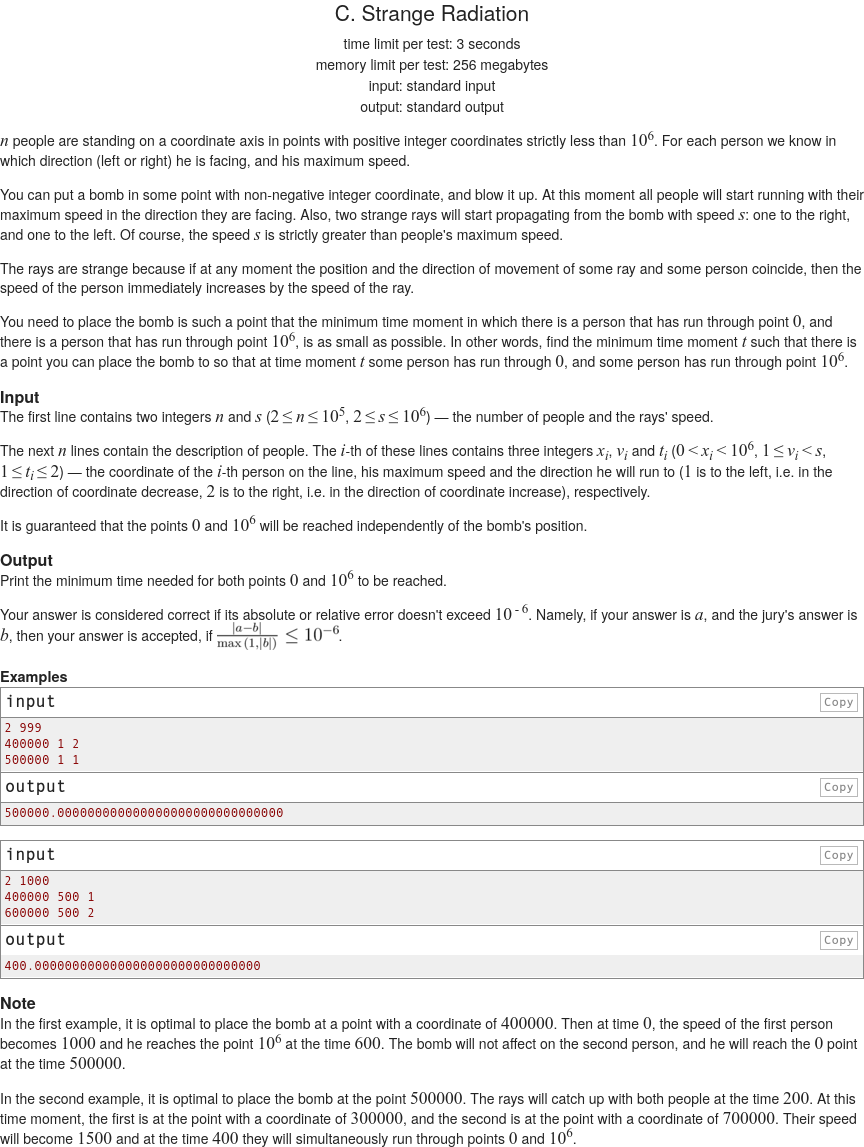 C. Strange Radiation
time limit per test: 3 seconds
memory limit per test: 256 megabytes
input: standard input
output: standard output
n people are standing on a coordinate axis in points with positive integer coordinates strictly less than 10^6. For each person we know in
which direction (left or right) he is facing, and his maximum speed.
You can put a bomb in some point with non-negative integer coordinate, and blow it up. At this moment all people will start running with their
maximum speed in the direction they are facing. Also, two strange rays will start propagating from the bomb with speed s: one to the right,
and one to the left. Of course, the speed s is strictly greater than people's maximum speed.
The rays are strange because if at any moment the position and the direction of movement of some ray and some person coincide, then the
speed of the person immediately increases by the speed of the ray.
You need to place the bomb is such a point that the minimum time moment in which there is a person that has run through point 0, and
there is a person that has run through point 10^6, is as small as possible. In other words, find the minimum time moment t such that there is
a point you can place the bomb to so that at time moment t some person has run through 0, and some person has run through point 10^6.
Input
The first line contains two integers n and s (2 ≤ n ≤ 10^5, 2 ≤ s ≤ 10^6) — the number of people and the rays' speed.
The next n lines contain the description of people. The i-th of these lines contains three integers x_i, v_i and t_i (0 < x_i < 10^6, 1 ≤ v_i < s,
1 ≤ t_i ≤ 2) — the coordinate of the i-th person on the line, his maximum speed and the direction he will run to (1 is to the left, i.e. in the
direction of coordinate decrease, 2 is to the right, i.e. in the direction of coordinate increase), respectively.
It is guaranteed that the points 0 and 10^6 will be reached independently of the bomb's position.
Output
Print the minimum time needed for both points 0 and 10^6 to be reached.
Your answer is considered correct if its absolute or relative error doesn't exceed 10^-6. Namely, if your answer is a, and the jury's answer is
b, then your answer is accepted, if |a−b| / max(1,|b|) ≤ 10^−6.
Examples
input
Copy
2 999
400000 1 2
500000 1 1
output
Copy
500000.000000000000000000000000000000
input
Copy
2 1000
400000 500 1
600000 500 2
output
Copy
400.000000000000000000000000000000
Note
In the first example, it is optimal to place the bomb at a point with a coordinate of 400000. Then at time 0, the speed of the first person
becomes 1000 and he reaches the point 10^6 at the time 600. The bomb will not affect on the second person, and he will reach the 0 point
at the time 500000.
In the second example, it is optimal to place the bomb at the point 500000. The rays will catch up with both people at the time 200. At this
time moment, the first is at the point with a coordinate of 300000, and the second is at the point with a coordinate of 700000. Their speed
will become 1500 and at the time 400 they will simultaneously run through points 0 and 10^6.